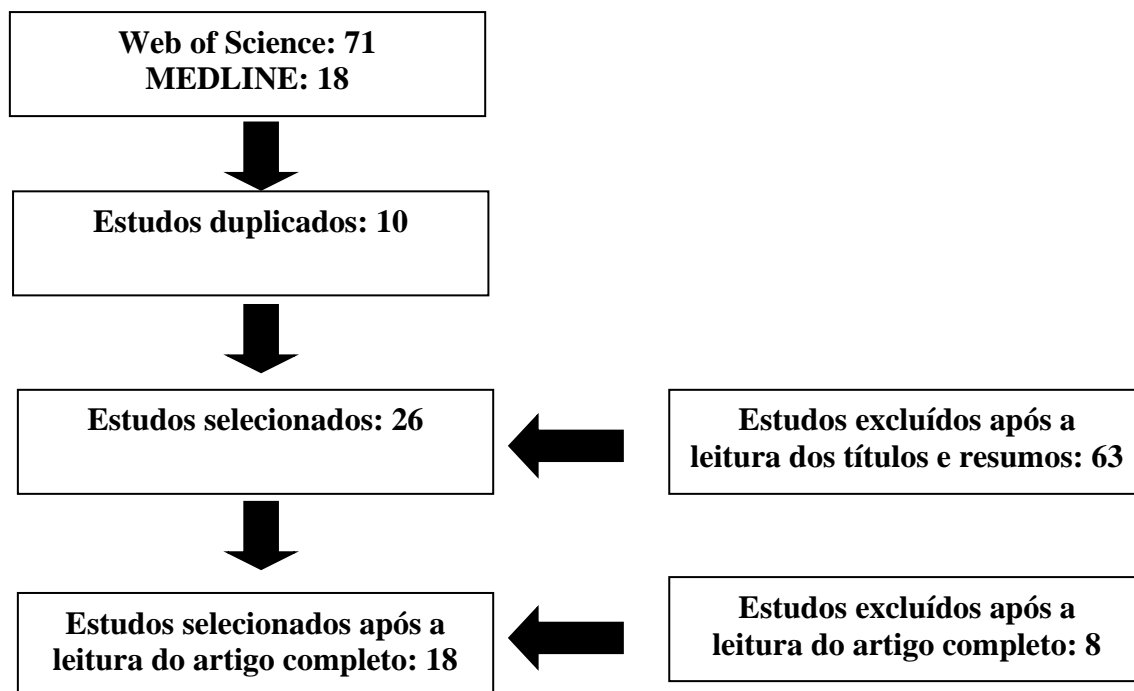 Web of Science: 71
MEDLINE: 18
Estudos duplicados: 10
Estudos selecionados: 26
Estudos excluídos após a
leitura dos títulos e resumos: 63
Estudos selecionados após a
leitura do artigo completo: 18
Estudos excluídos após a
leitura do artigo completo: 8